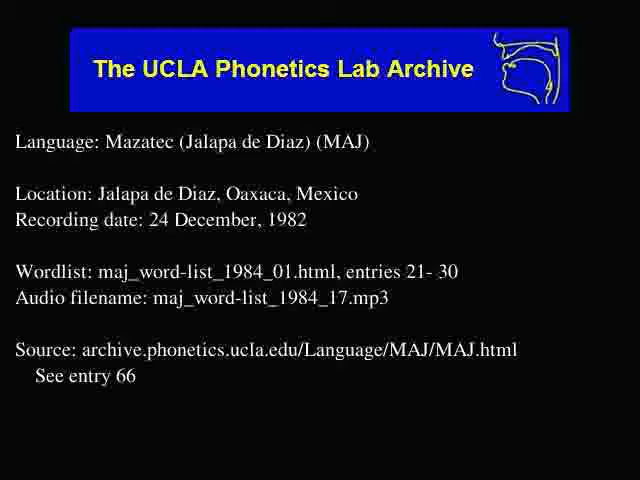 The UCLA Phonetics Lab Archive
Language: Mazatec (Jalapa de Diaz) (MAJ)
Location: Jalapa de Diaz, Oaxaca, Mexico
Recording date: 24 December, 1982
Wordlist: maj_word-list_1984_01.html, entries 21- 30
Audio filename: maj_word-list_1984_17.mp3
Source: archive.phonetics.ucla.edu/Language/MAJ/MAJ.html
See entry 66